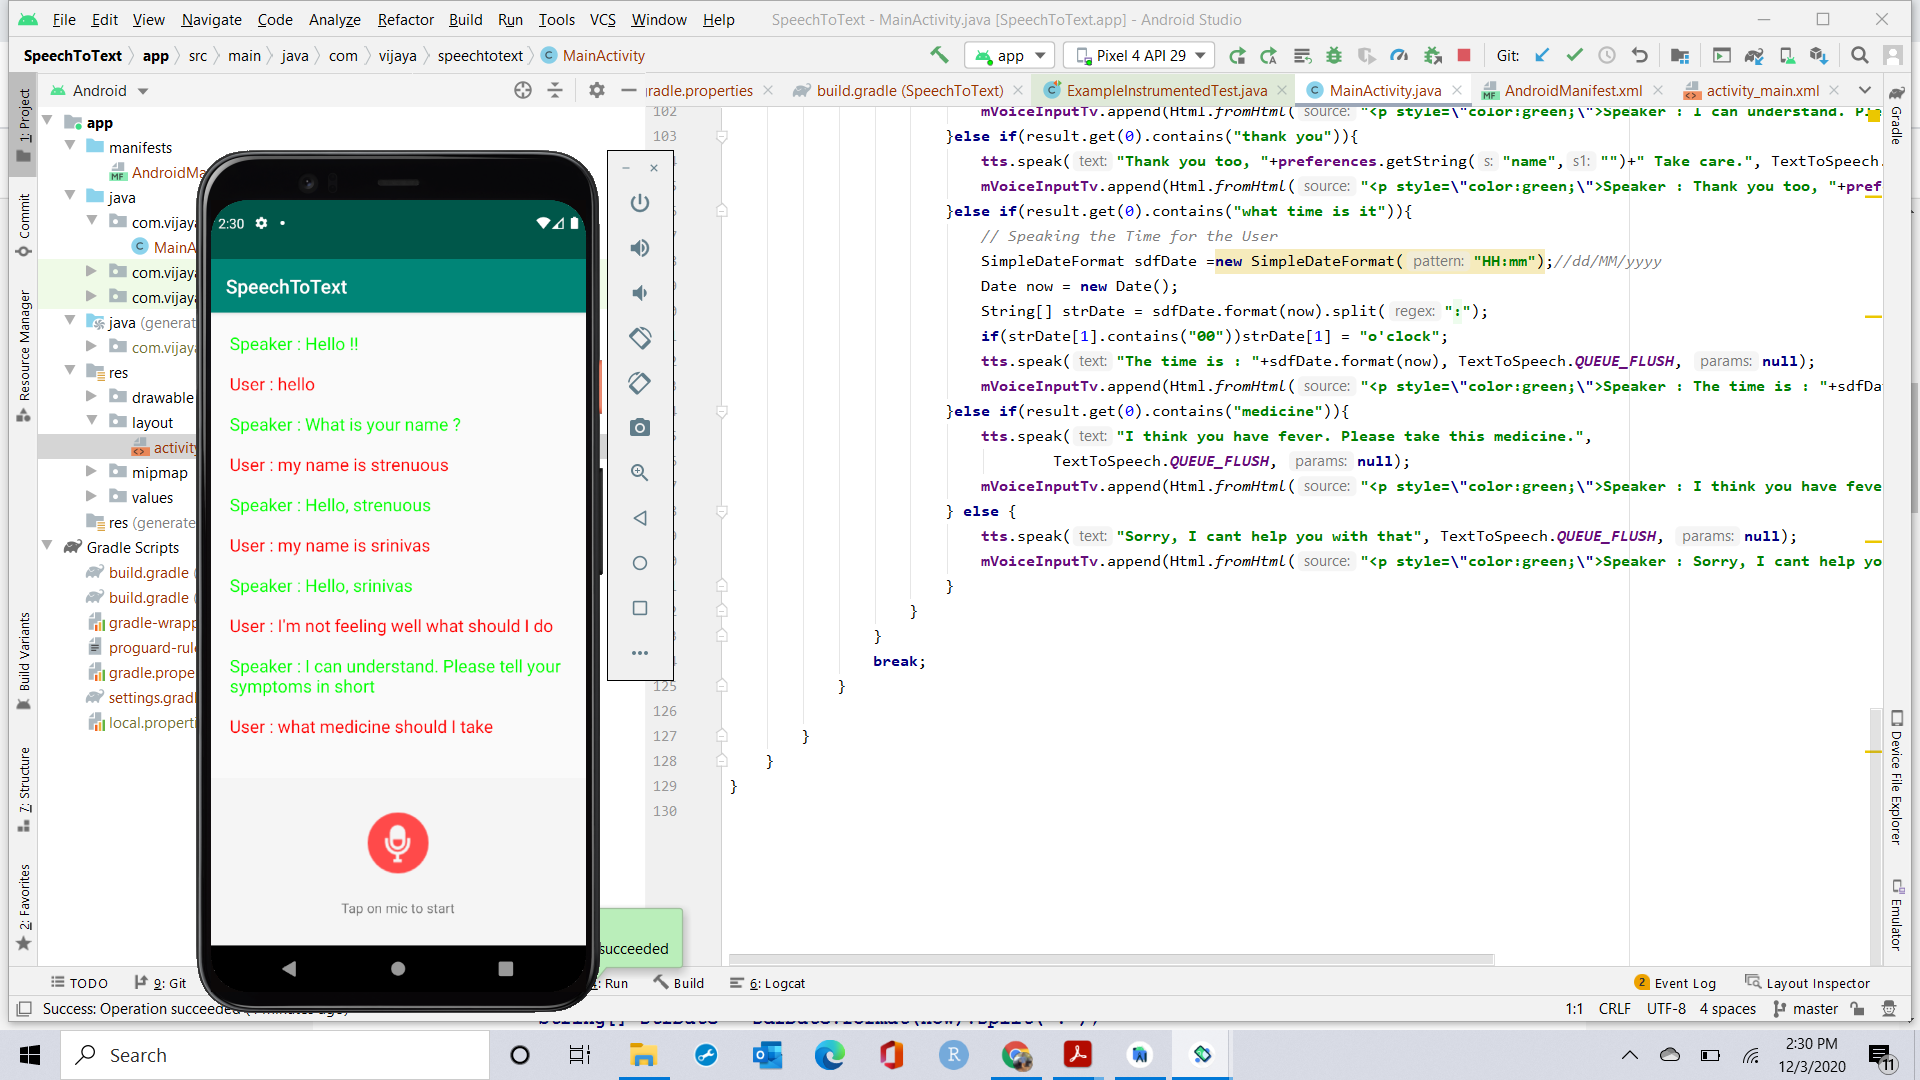 File Edit View Navigate Code Analyze Refactor Build Run Tools VCS Window Help SpeechToText - MainActivity.java [SpeechToText.app] - Android Studio
SpeechToText app src main java com vijaya speechtotext MainActivity app Pixel 4 API 29 Git:
Android
gradle.properties build.gradle (SpeechToText) ExampleInstrumentedTest.java MainActivity.java AndroidManifest.xml activity_main.xml
1: Project
Commit
Resource Manager
Build Variants
7: Structure
2: Favorites
app
manifests
AndroidMa
java
com.vijaya
MainA
com.vijaya
com.vijaya
java (generat
com.vijaya
res
drawable
layout
activity
mipmap
values
res (generate
Gradle Scripts
build.gradle (
build.gradle (
gradle-wrapp
proguard-rule
gradle.prope
settings.gradl
local.properti
2:30
SpeechToText
Speaker : Hello !!
User : hello
Speaker : What is your name ?
User : my name is strenuous
Speaker : Hello, strenuous
User : my name is srinivas
Speaker : Hello, srinivas
User : I'm not feeling well what should I do
Speaker : I can understand. Please tell your
symptoms in short
User : what medicine should I take
Tap on mic to start
succeeded
102 mVoiceInputTv.append(Html.fromHtml( source: "<p style=\"color:green;\">Speaker : I can understand. Ple
103 }else if(result.get(0).contains("thank you")){
tts.speak( text: "Thank you too, "+preferences.getString( s: "name", s1: "")+" Take care.", TextToSpeech.
mVoiceInputTv.append(Html.fromHtml( source: "<p style=\"color:green;\">Speaker : Thank you too, "+pref
}else if(result.get(0).contains("what time is it")){
// Speaking the Time for the User
SimpleDateFormat sdfDate =new SimpleDateFormat( pattern: "HH:mm");//dd/MM/yyyy
Date now = new Date();
String[] strDate = sdfDate.format(now).split( regex: ":");
if(strDate[1].contains("00"))strDate[1] = "o'clock";
tts.speak( text: "The time is : "+sdfDate.format(now), TextToSpeech.QUEUE_FLUSH, params: null);
mVoiceInputTv.append(Html.fromHtml( source: "<p style=\"color:green;\">Speaker : The time is : "+sdfDa
}else if(result.get(0).contains("medicine")){
tts.speak( text: "I think you have fever. Please take this medicine.",
TextToSpeech.QUEUE_FLUSH, params: null);
mVoiceInputTv.append(Html.fromHtml( source: "<p style=\"color:green;\">Speaker : I think you have feve
} else {
tts.speak( text: "Sorry, I cant help you with that", TextToSpeech.QUEUE_FLUSH, params: null);
mVoiceInputTv.append(Html.fromHtml( source: "<p style=\"color:green;\">Speaker : Sorry, I cant help yo
}
}
}
break;
125 }
126
127 }
128 }
129 }
130
Gradle
Device File Explorer
Emulator
TODO 9: Git 4: Run Build 6: Logcat 2 Event Log Layout Inspector
Success: Operation succeeded (4 minutes ago) 1:1 CRLF UTF-8 4 spaces master
Search
2:30 PM
12/3/2020
11